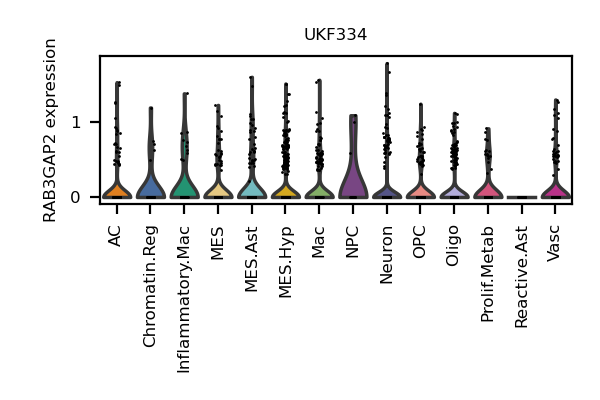 UKF334
RAB3GAP2 expression
1
0
AC
Chromatin.Reg
Inflammatory.Mac
MES
MES.Ast
MES.Hyp
Mac
NPC
Neuron
OPC
Oligo
Prolif.Metab
Reactive.Ast
Vasc